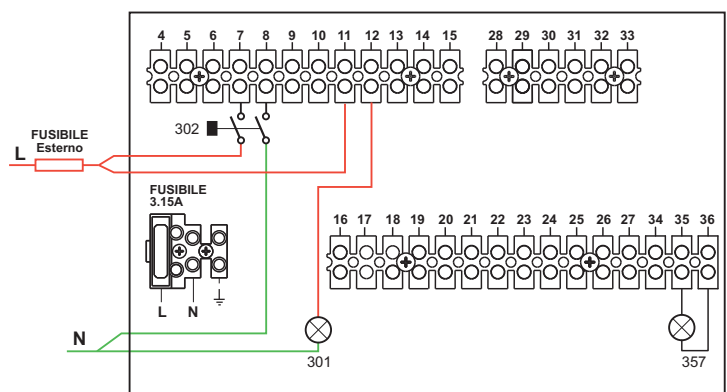 4 5 6 7 8 9 10 11 12 13 14 15
28 29 30 31 32 33
302
FUSIBILE
Esterno
L
FUSIBILE
3.15A
L N
16 17 18 19 20 21 22 23 24 25 26 27 34 35 36
N
301
357